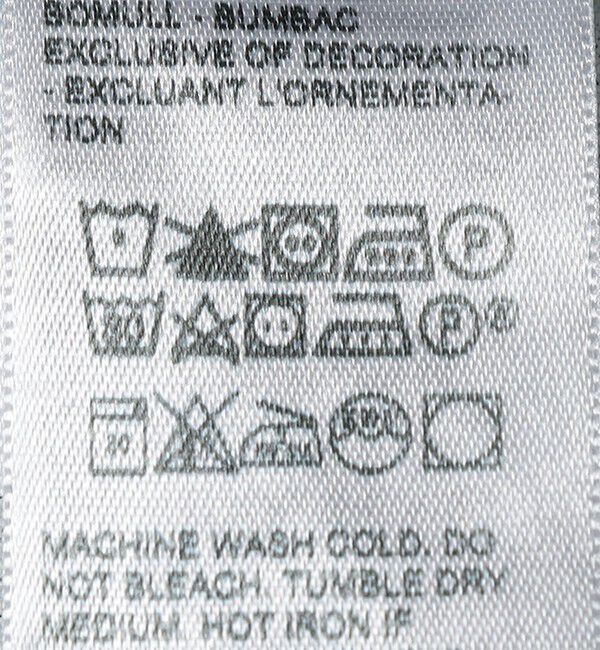 BOMULL - BUMBAC
EXCLUSIVE OF DECORATION
- EXCLUANT L'ORNEMENTA
TION
P
P ®
MACHINE WASH COLD. DO
NOT BLEACH. TUMBLE DRY
MEDIUM. HOT IRON IF